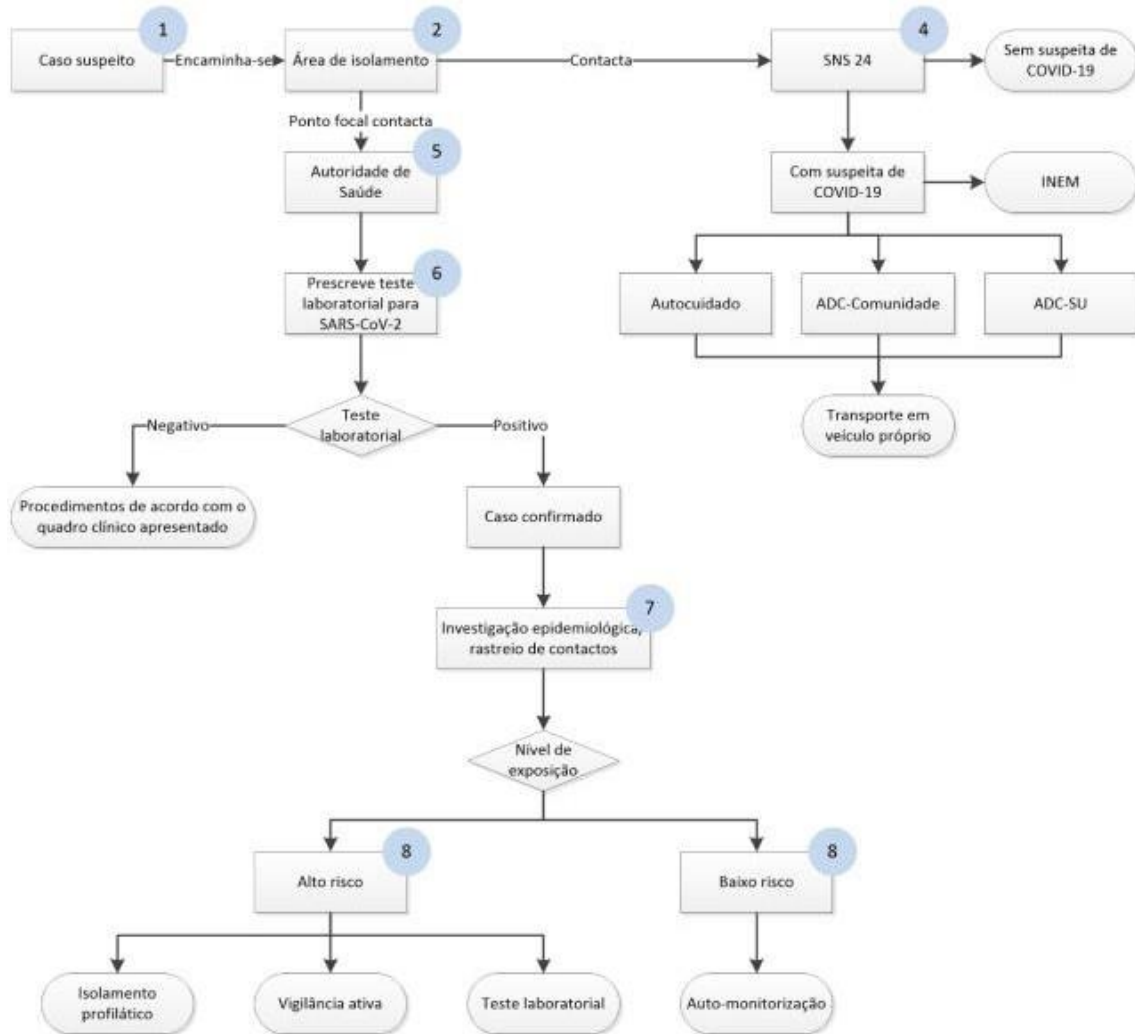 1
2
4
Caso suspeito
Encaminha-se
Área de isolamento
Contacta
SNS 24
Sem suspeita de
COVID-19
Ponto focal contacta
5
Autoridade de
Saúde
Com suspeita de
COVID-19
INEM
6
Prescreve teste
laboratorial para
SARS-CoV-2
Autocuidado
ADC-Comunidade
ADC-SU
Negativo
Teste
laboratorial
Positivo
Transporte em
veículo próprio
Procedimentos de acordo com o
quadro clínico apresentado
Caso confirmado
7
Investigação epidemiológica,
rastreio de contactos
Nível de
exposição
8
8
Alto risco
Baixo risco
Isolamento
profilático
Vigilância ativa
Teste laboratorial
Auto-monitorização